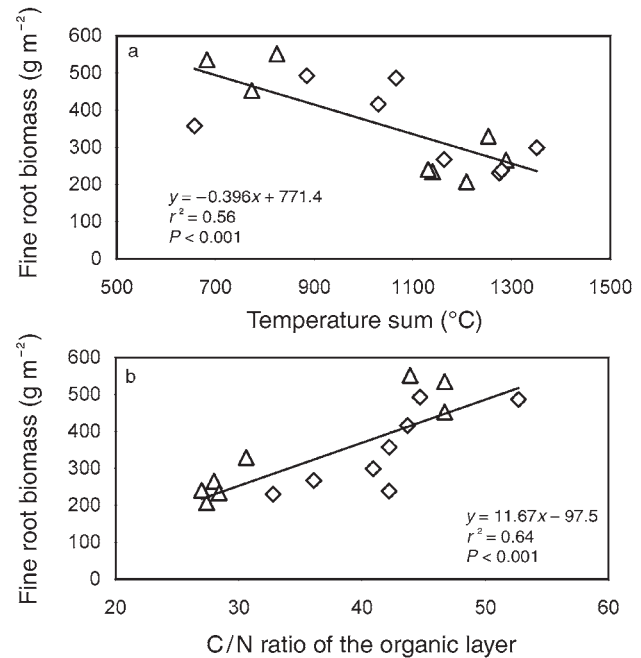 600
a
500
400
300
200
100
0
y = −0.396x + 771.4
r² = 0.56
P < 0.001
Fine root biomass (g m⁻²)
500 700 900 1100 1300 1500
Temperature sum (°C)
600
b
500
400
300
200
100
0
y = 11.67x − 97.5
r² = 0.64
P < 0.001
Fine root biomass (g m⁻²)
20 30 40 50 60
C/N ratio of the organic layer